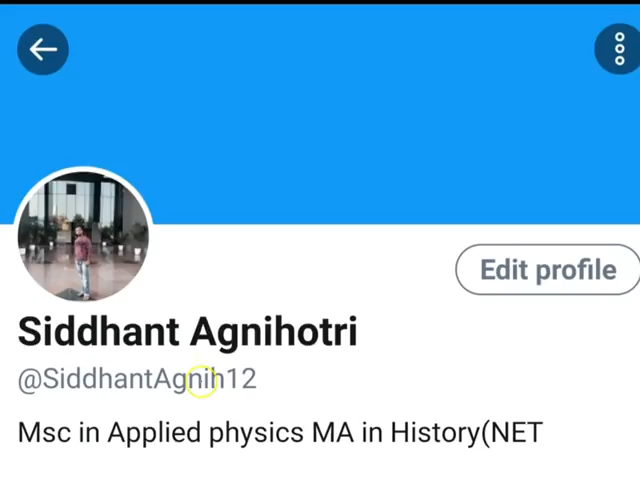 Edit profile
Siddhant Agnihotri
@SiddhantAgnih12
Msc in Applied physics MA in History(NET